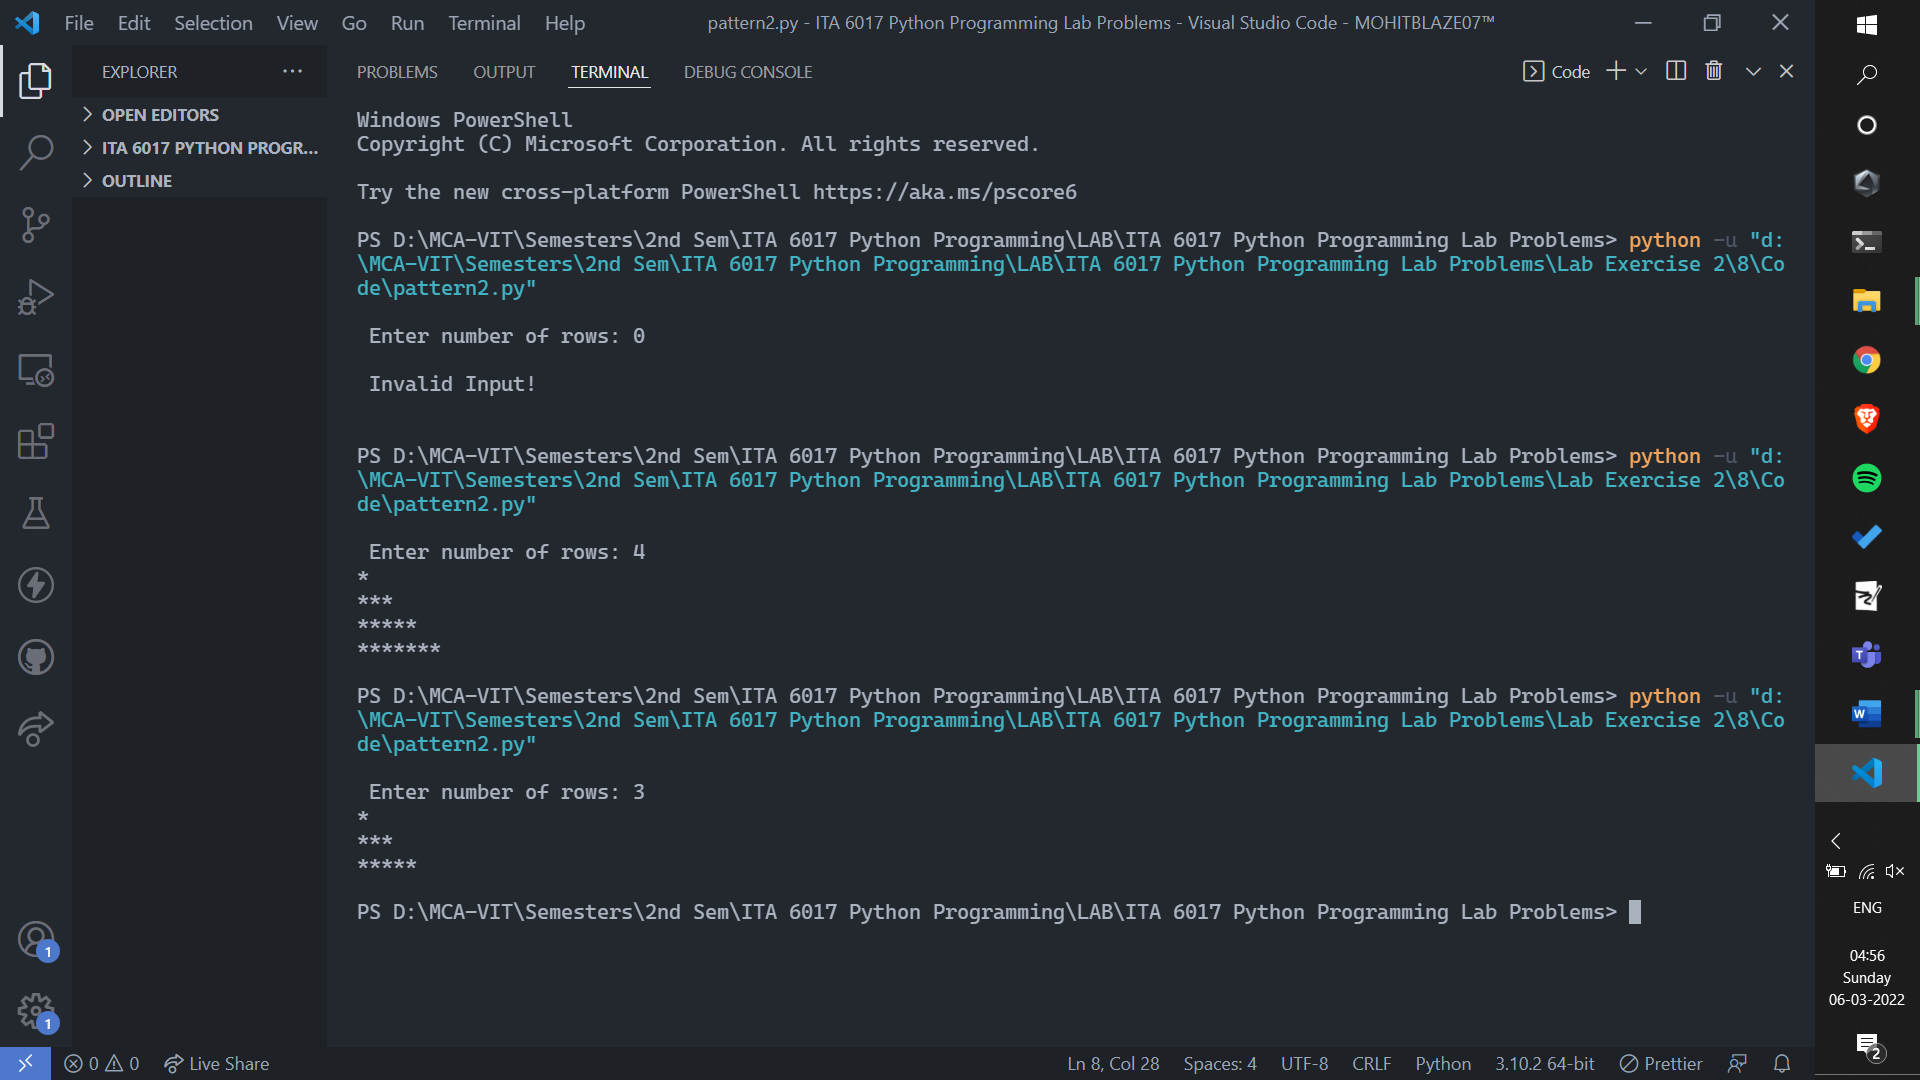 File Edit Selection View Go Run Terminal Help
pattern2.py - ITA 6017 Python Programming Lab Problems - Visual Studio Code - MOHITBLAZE07™
EXPLORER
OPEN EDITORS
ITA 6017 PYTHON PROGR...
OUTLINE
PROBLEMS OUTPUT TERMINAL DEBUG CONSOLE
Code
Windows PowerShell
Copyright (C) Microsoft Corporation. All rights reserved.
Try the new cross-platform PowerShell https://aka.ms/pscore6
PS D:\MCA-VIT\Semesters\2nd Sem\ITA 6017 Python Programming\LAB\ITA 6017 Python Programming Lab Problems> python -u "d:
\MCA-VIT\Semesters\2nd Sem\ITA 6017 Python Programming\LAB\ITA 6017 Python Programming Lab Problems\Lab Exercise 2\8\Co
de\pattern2.py"
Enter number of rows: 0
Invalid Input!
PS D:\MCA-VIT\Semesters\2nd Sem\ITA 6017 Python Programming\LAB\ITA 6017 Python Programming Lab Problems> python -u "d:
\MCA-VIT\Semesters\2nd Sem\ITA 6017 Python Programming\LAB\ITA 6017 Python Programming Lab Problems\Lab Exercise 2\8\Co
de\pattern2.py"
Enter number of rows: 4
*
***
*****
*******
PS D:\MCA-VIT\Semesters\2nd Sem\ITA 6017 Python Programming\LAB\ITA 6017 Python Programming Lab Problems> python -u "d:
\MCA-VIT\Semesters\2nd Sem\ITA 6017 Python Programming\LAB\ITA 6017 Python Programming Lab Problems\Lab Exercise 2\8\Co
de\pattern2.py"
Enter number of rows: 3
*
***
*****
PS D:\MCA-VIT\Semesters\2nd Sem\ITA 6017 Python Programming\LAB\ITA 6017 Python Programming Lab Problems>
1
1
0 0 Live Share
Ln 8, Col 28 Spaces: 4 UTF-8 CRLF Python 3.10.2 64-bit Prettier
T
W
ENG
04:56
Sunday
06-03-2022
2